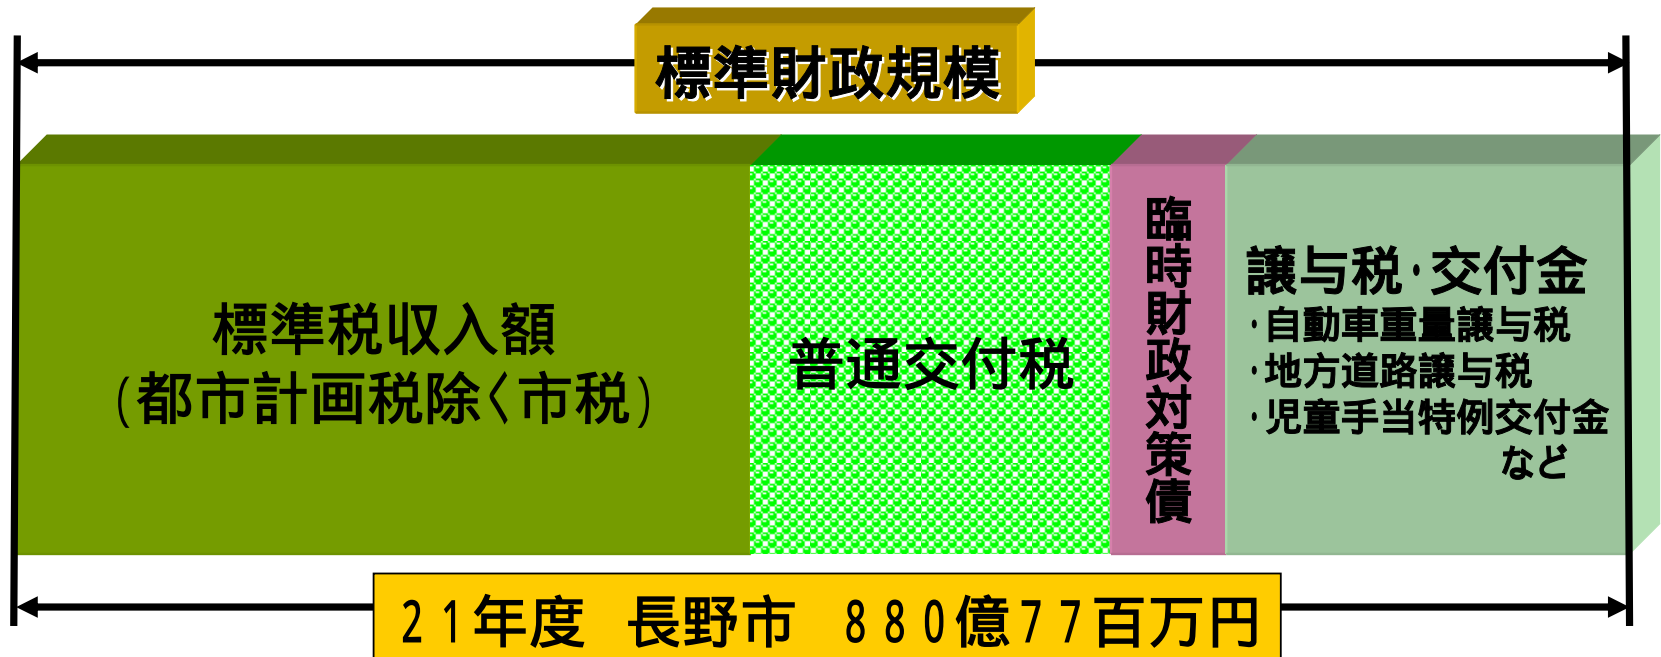 標準財政規模
標準税収入額
(都市計画税除く市税)
普通交付税
臨時財政対策債
譲与税・交付金
・自動車重量譲与税
・地方道路譲与税
・児童手当特例交付金
など
21年度 長野市 880億77百万円